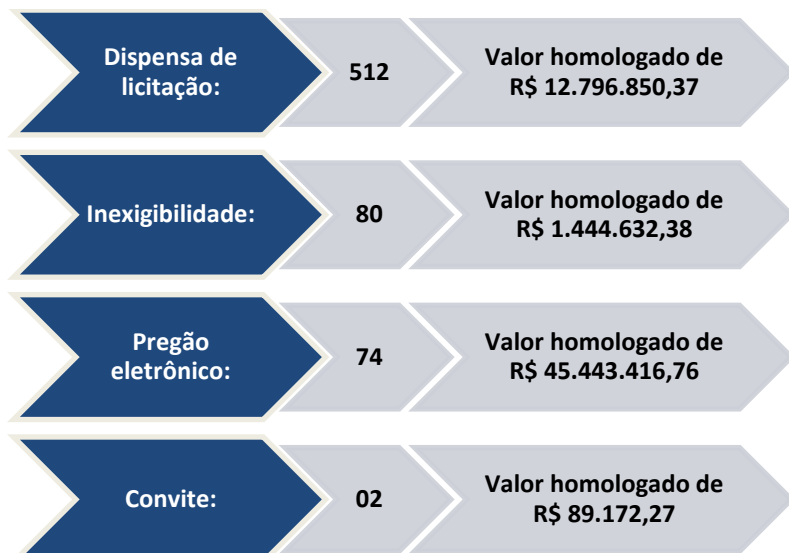 Dispensa de
licitação:
512
Valor homologado de
R$ 12.796.850,37
Inexigibilidade:
80
Valor homologado de
R$ 1.444.632,38
Pregão
eletrônico:
74
Valor homologado de
R$ 45.443.416,76
Convite:
02
Valor homologado de
R$ 89.172,27